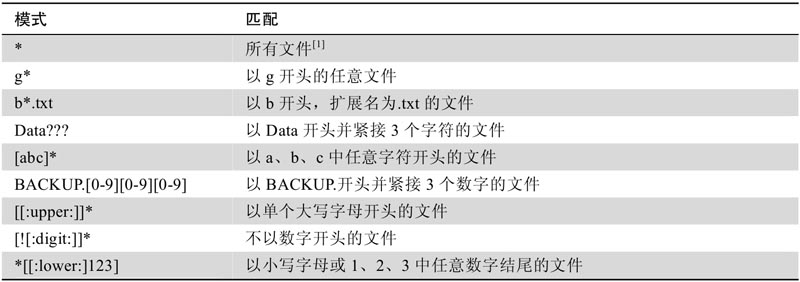 模式 匹配
* 所有文件[1]
g* 以 g 开头的任意文件
b*.txt 以 b 开头，扩展名为.txt 的文件
Data??? 以 Data 开头并紧接 3 个字符的文件
[abc]* 以 a、b、c 中任意字符开头的文件
BACKUP.[0-9][0-9][0-9] 以 BACKUP.开头并紧接 3 个数字的文件
[[:upper:]]* 以单个大写字母开头的文件
[![:digit:]]* 不以数字开头的文件
*[[:lower:]123] 以小写字母或 1、2、3 中任意数字结尾的文件